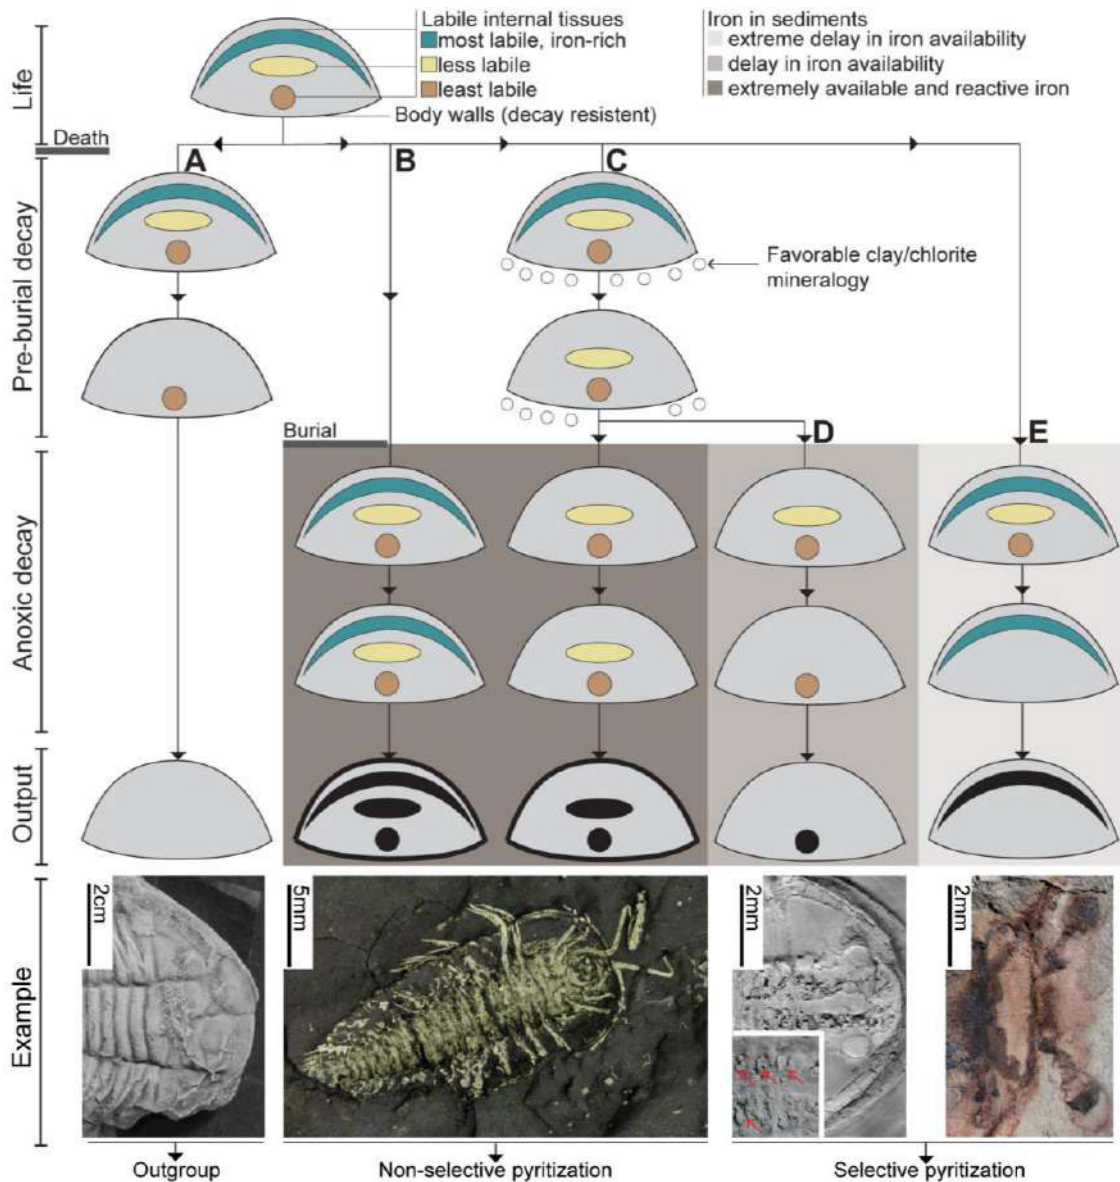 Labile internal tissues
most labile, iron-rich
less labile
least labile
Body walls (decay resistent)
Iron in sediments
extreme delay in iron availability
delay in iron availability
extremely available and reactive iron
Life
Death
A
B
C
Pre-burial decay
Favorable clay/chlorite
mineralogy
Burial
D
E
Anoxic decay
Output
Example
2cm
5mm
2mm
2mm
Outgroup
Non-selective pyritization
Selective pyritization